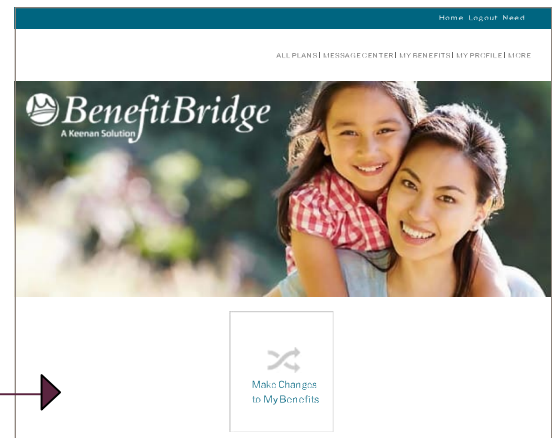 Home Logout Need
ALL PLANS| MESSAGE CENTER| MY BENEFITS| MY PROFILE| MORE
BenefitBridge
A Keenan Solution
Make Changes
to My Benefits